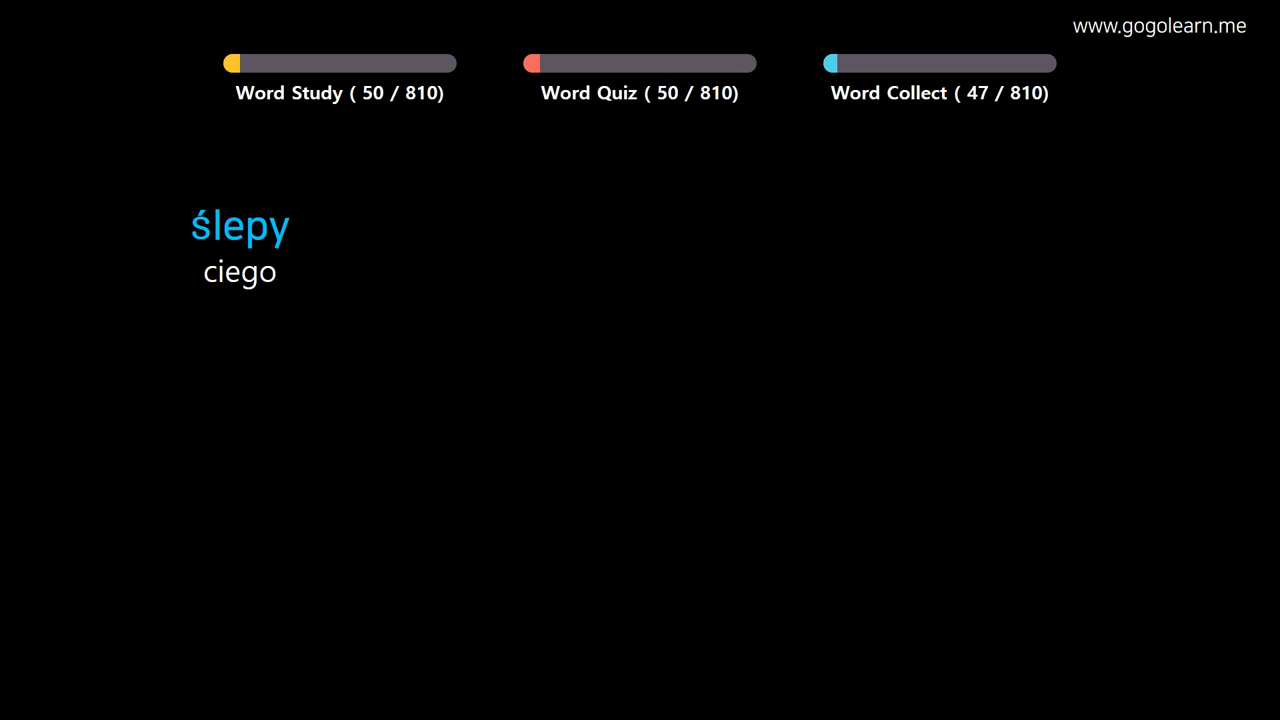 www.gogolearn.me
Word Study ( 50 / 810)
Word Quiz ( 50 / 810)
Word Collect ( 47 / 810)
ślepy
ciego